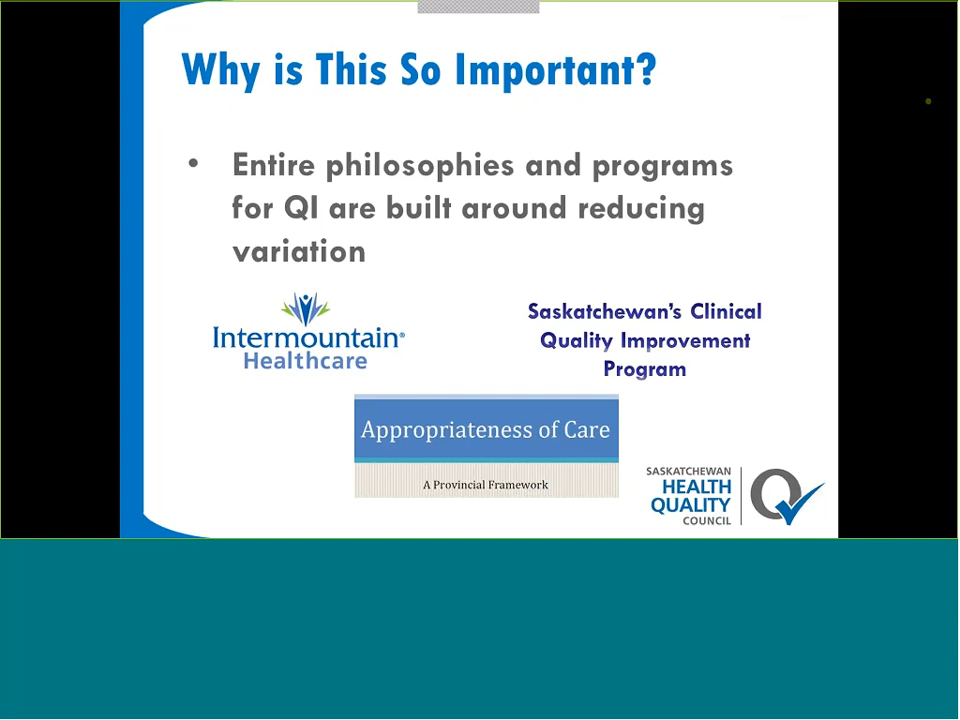 Why is This So Important?
• Entire philosophies and programs
for QI are built around reducing
variation
Intermountain®
Healthcare
Saskatchewan's Clinical
Quality Improvement
Program
Appropriateness of Care
A Provincial Framework
SASKATCHEWAN
HEALTH
QUALITY
COUNCIL